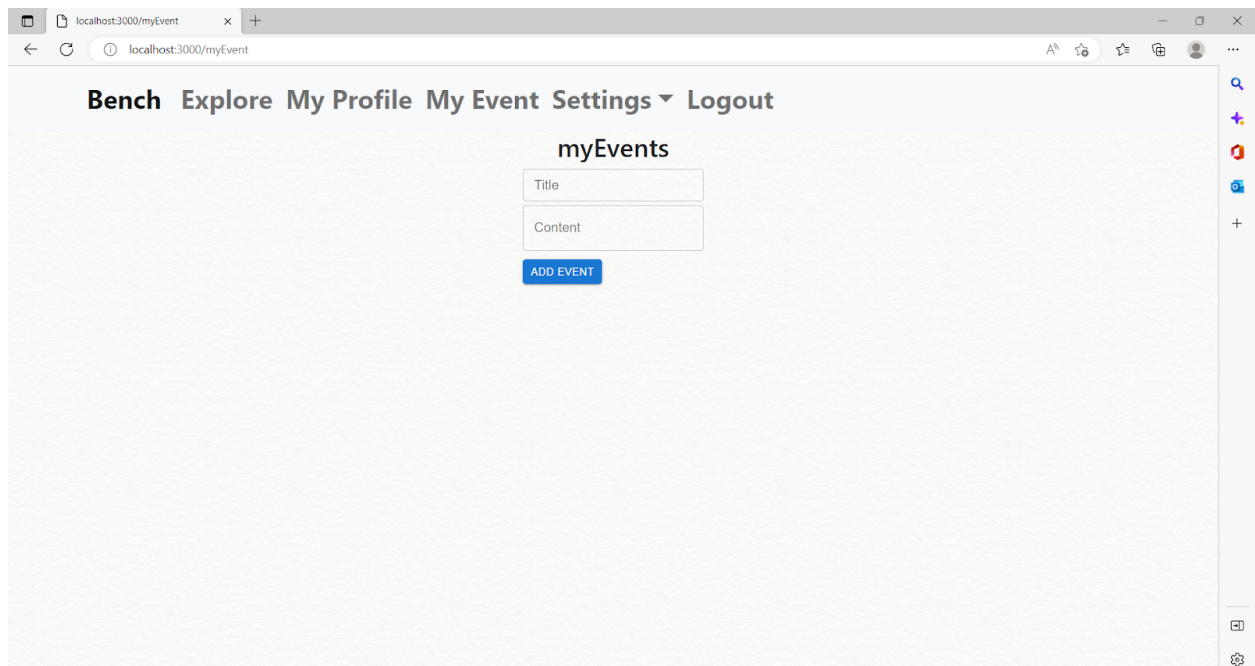 localhost:3000/myEvent
localhost:3000/myEvent
Bench Explore My Profile My Event Settings Logout
myEvents
Title
Content
ADD EVENT